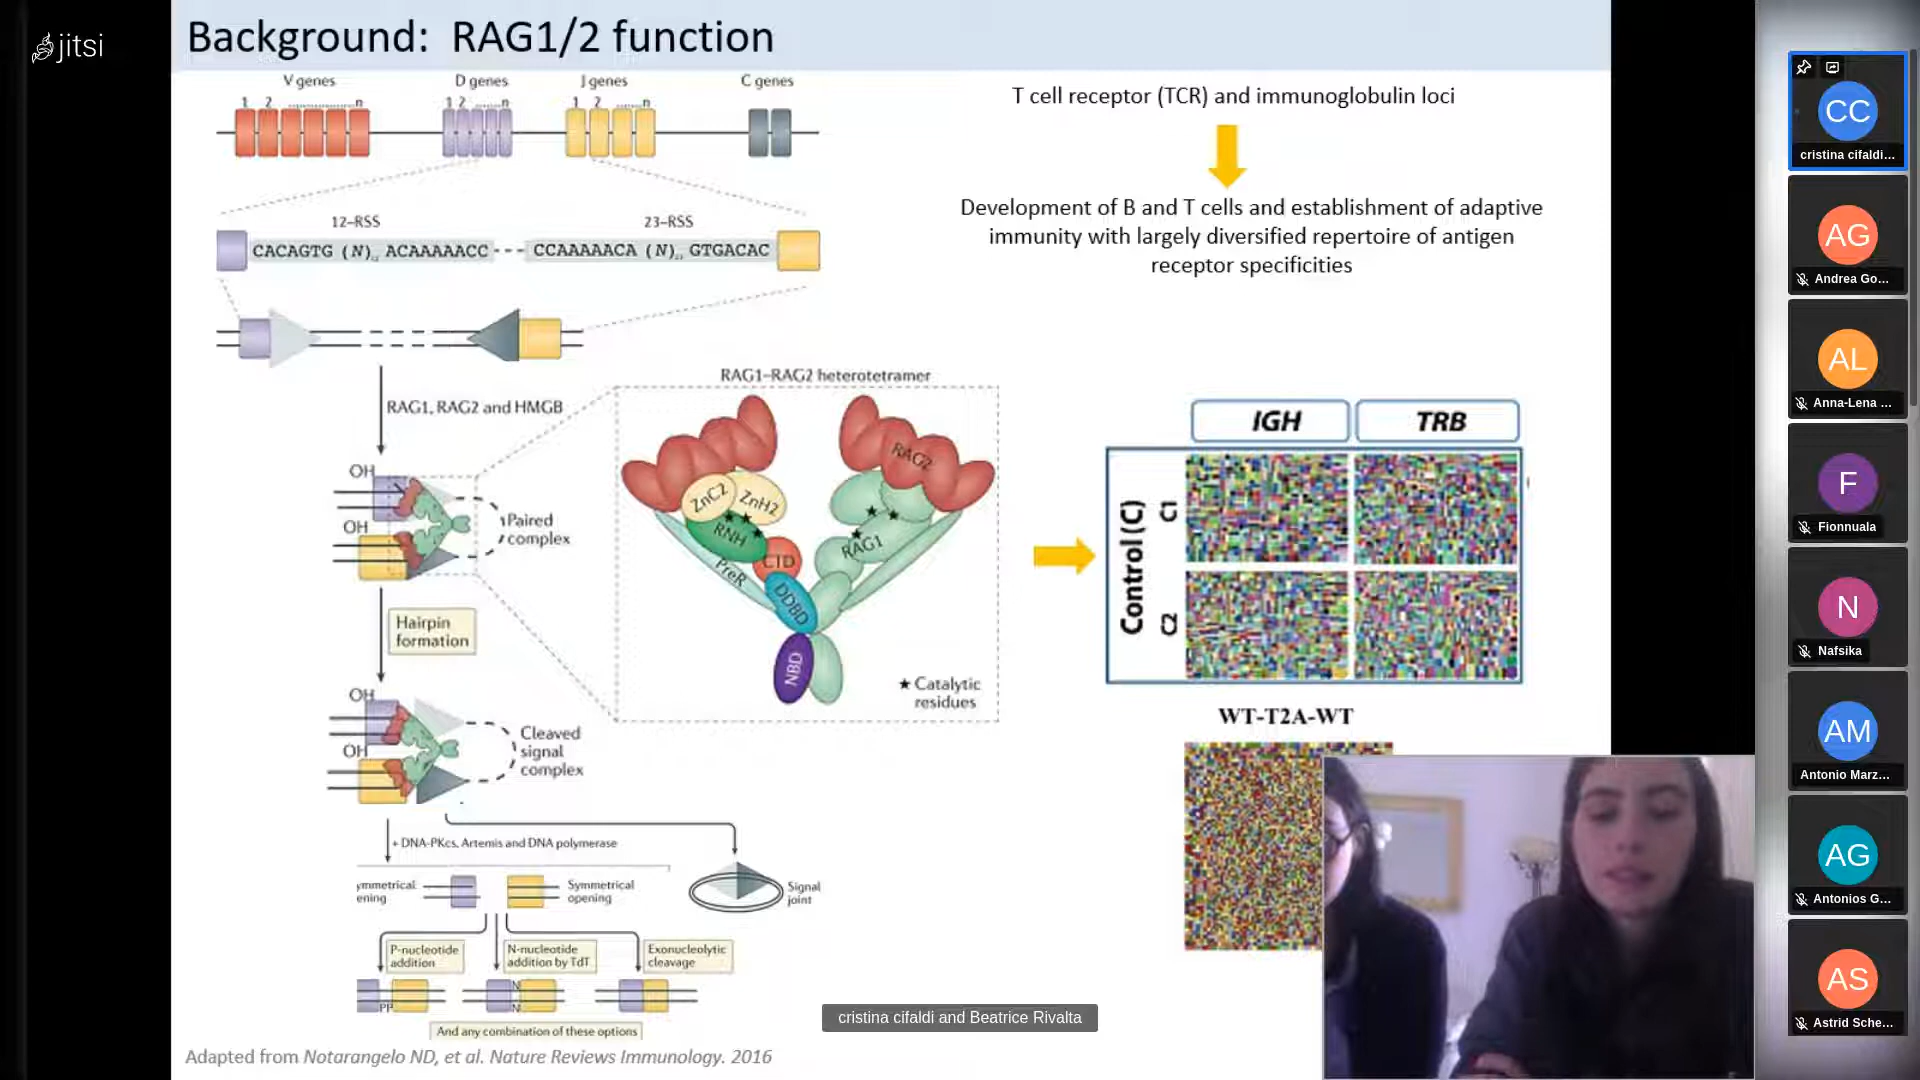 jitsi
Background: RAG1/2 function
V genes
D genes
J genes
C genes
1 2 ..................n
1 2 ........n
1 2 ........n
12-RSS
23-RSS
CACAGTG (N) ACAAAAACC
CCAAAAACA (N) GTGACAC
RAG1, RAG2 and HMGB
OH
OH
Paired
complex
Hairpin
formation
OH
OH
Cleaved
signal
complex
+ DNA-PKcs, Artemis and DNA polymerase
ymmetrical
ening
Symmetrical
opening
Signal
joint
P-nucleotide
addition
N-nucleotide
addition by TdT
Exonucleolytic
cleavage
PP
N
N
And any combination of these options
Adapted from Notarangelo ND, et al. Nature Reviews Immunology. 2016
RAG1-RAG2 heterotetramer
RAG2
ZnC2
ZnH2
RNH
CTD
RAG1
PreR
DDBD
NBD
★ Catalytic
residues
T cell receptor (TCR) and immunoglobulin loci
Development of B and T cells and establishment of adaptive
immunity with largely diversified repertoire of antigen
receptor specificities
IGH
TRB
Control (C)
C1
C2
WT-T2A-WT
cristina cifaldi and Beatrice Rivalta
CC
cristina cifaldi...
AG
Andrea Go...
AL
Anna-Lena ...
F
Fionnuala
N
Nafsika
AM
Antonio Marz...
AG
Antonios G...
AS
Astrid Sche...